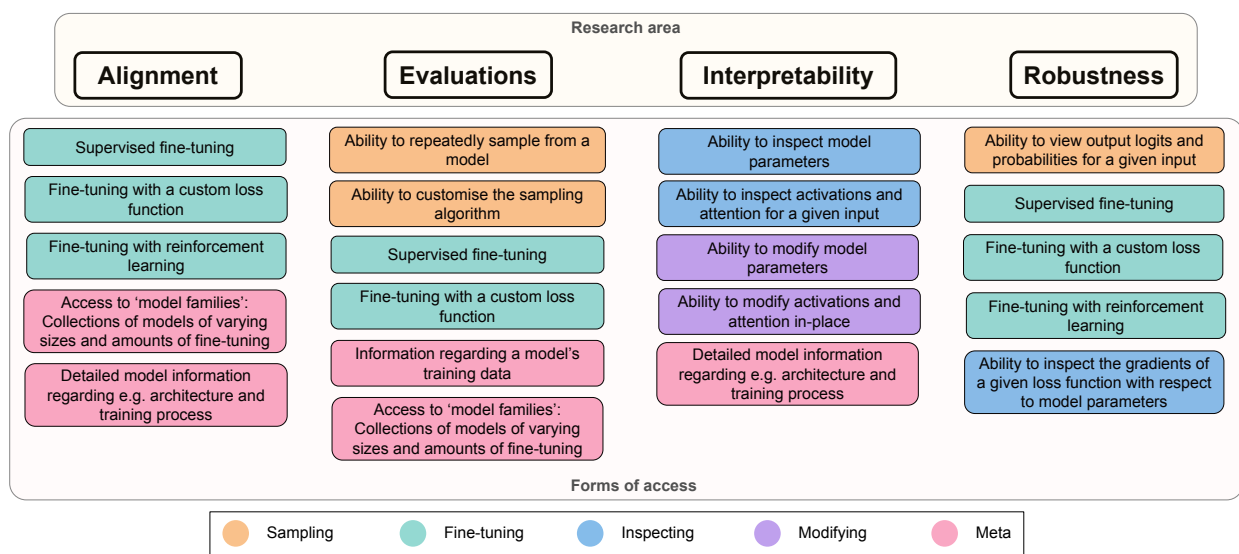 Research area
Alignment
Evaluations
Interpretability
Robustness
Supervised fine-tuning
Fine-tuning with a custom loss
function
Fine-tuning with reinforcement
learning
Access to ‘model families’:
Collections of models of varying
sizes and amounts of fine-tuning
Detailed model information
regarding e.g. architecture and
training process
Ability to repeatedly sample from a
model
Ability to customise the sampling
algorithm
Supervised fine-tuning
Fine-tuning with a custom loss
function
Information regarding a model’s
training data
Access to ‘model families’:
Collections of models of varying
sizes and amounts of fine-tuning
Ability to inspect model
parameters
Ability to inspect activations and
attention for a given input
Ability to modify model
parameters
Ability to modify activations and
attention in-place
Detailed model information
regarding e.g. architecture and
training process
Ability to view output logits and
probabilities for a given input
Supervised fine-tuning
Fine-tuning with a custom loss
function
Fine-tuning with reinforcement
learning
Ability to inspect the gradients of
a given loss function with respect
to model parameters
Forms of access
Sampling
Fine-tuning
Inspecting
Modifying
Meta